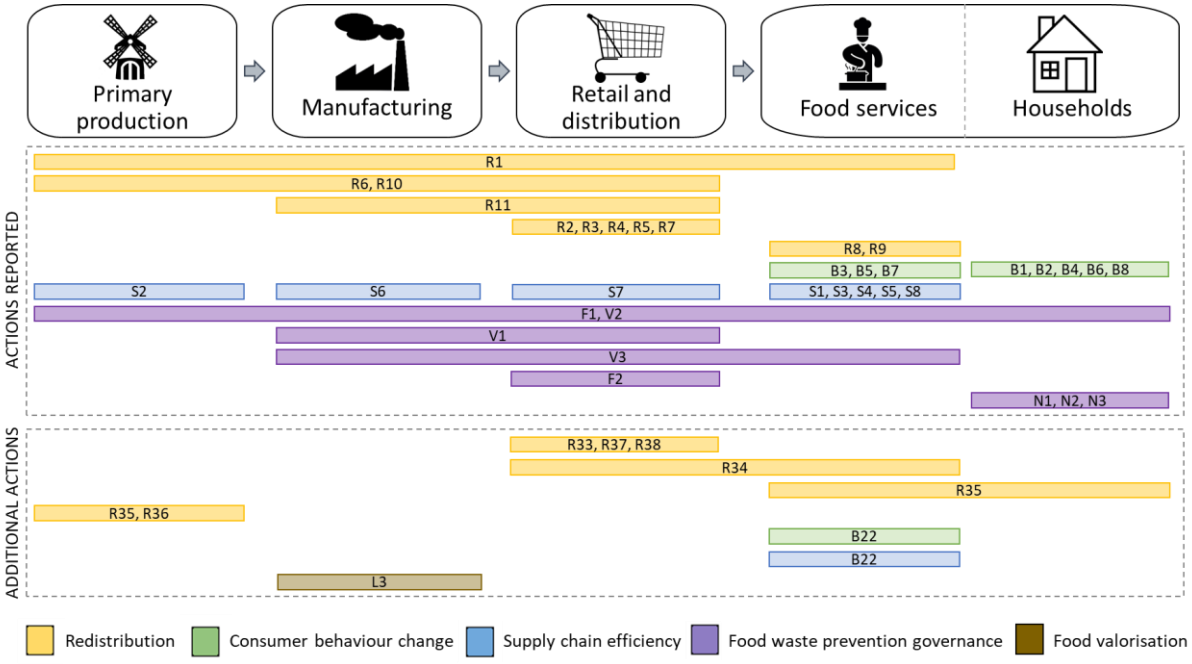 Primary
production
Manufacturing
Retail and
distribution
Food services
Households
ACTIONS REPORTED
R1
R6, R10
R11
R2, R3, R4, R5, R7
R8, R9
B3, B5, B7
B1, B2, B4, B6, B8
S2
S6
S7
S1, S3, S4, S5, S8
F1, V2
V1
V3
F2
N1, N2, N3
ADDITIONAL ACTIONS
R33, R37, R38
R34
R35
R35, R36
B22
B22
L3
Redistribution
Consumer behaviour change
Supply chain efficiency
Food waste prevention governance
Food valorisation